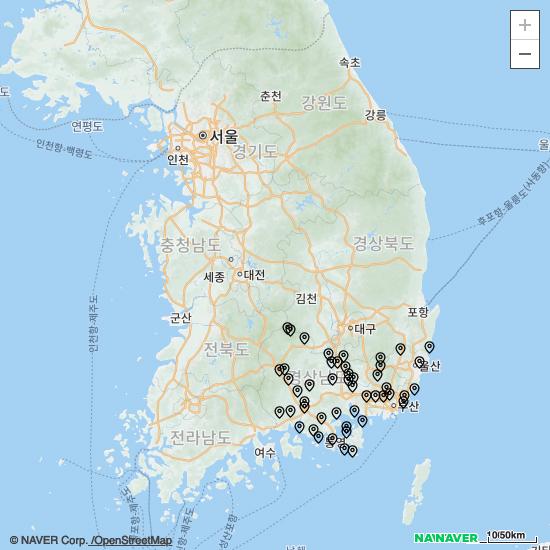 속초
도
춘천
강원도
강릉
연평도
서울
인천항-백령도
인천
경기도
울
후포항-울릉도(사동항)
충청남도
경상북도
세종
대전
인천항-제주도
김천
군산
포항
대구
전북도
울산
경상남도
부산
전라남도
통영
여수
NAVER
10/50km
© NAVER Corp. /OpenStreetMap